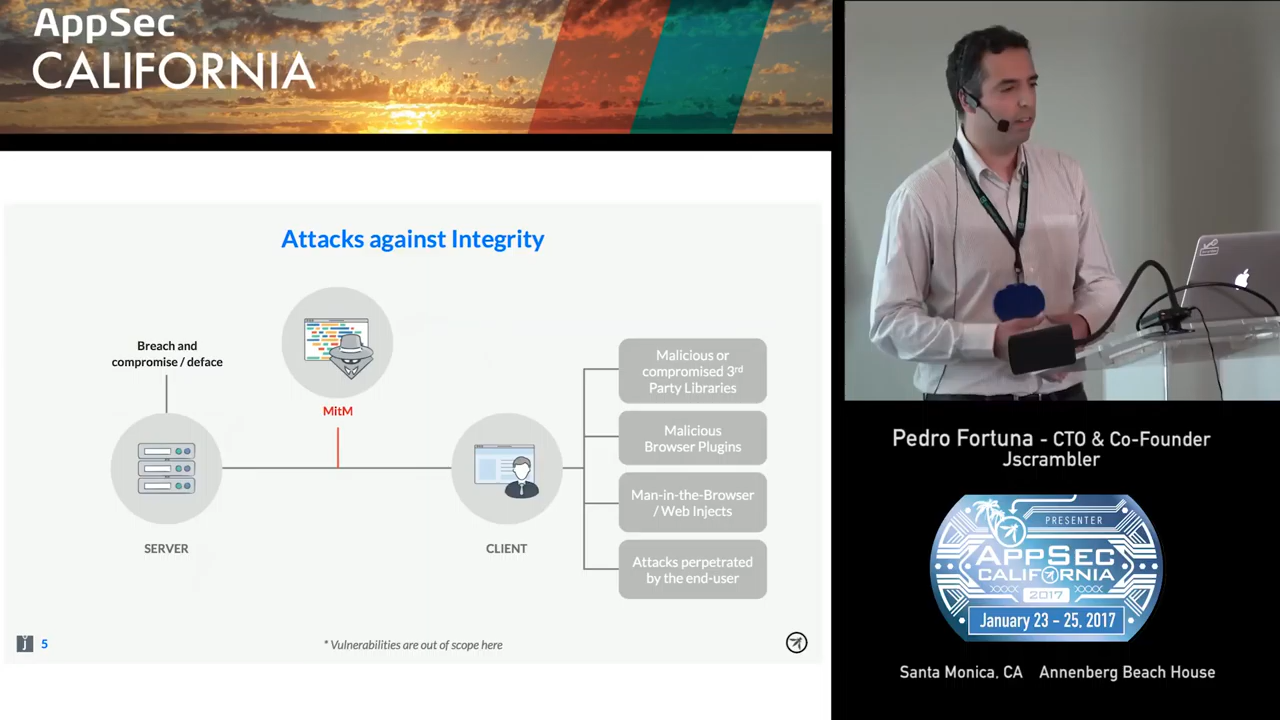 AppSec
CALIFORNIA
Attacks against Integrity
Breach and
compromise / deface
MitM
SERVER
CLIENT
Malicious or
compromised 3rd
Party Libraries
Malicious
Browser Plugins
Man-in-the-Browser
/ Web Injects
Attacks perpetrated
by the end-user
5
* Vulnerabilities are out of scope here
Pedro Fortuna - CTO & Co-Founder
Jscrambler
PRESENTER
APPSEC
CALIFORNIA
2017
January 23 - 25, 2017
Santa Monica, CA Annenberg Beach House